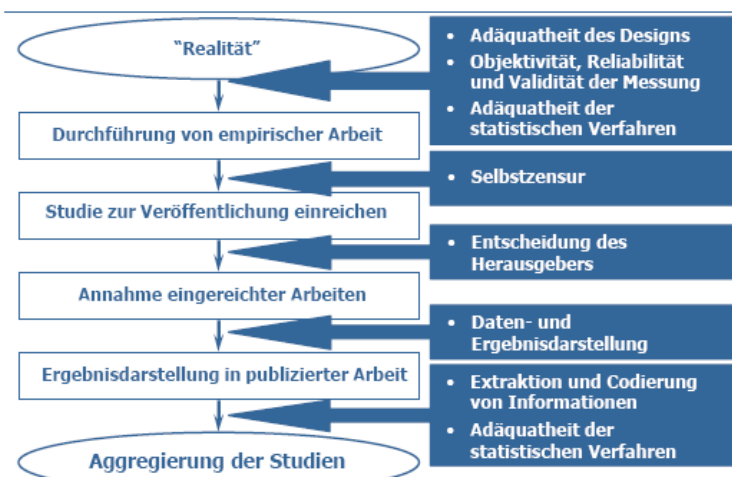 "Realität"
• Adäquatheit des Designs
• Objektivität, Reliabilität
und Validität der Messung
• Adäquatheit der
statistischen Verfahren
Durchführung von empirischer Arbeit
• Selbstzensur
Studie zur Veröffentlichung einreichen
• Entscheidung des
Herausgebers
Annahme eingereichter Arbeiten
• Daten- und
Ergebnisdarstellung
Ergebnisdarstellung in publizierter Arbeit
• Extraktion und Codierung
von Informationen
• Adäquatheit der
statistischen Verfahren
Aggregierung der Studien